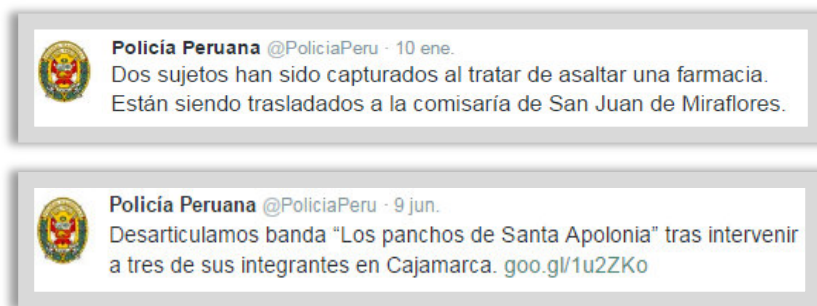 Policía Peruana @PoliciaPeru · 10 ene.
Dos sujetos han sido capturados al tratar de asaltar una farmacia.
Están siendo trasladados a la comisaría de San Juan de Miraflores.
Policía Peruana @PoliciaPeru · 9 jun.
Desarticulamos banda “Los panchos de Santa Apolonia” tras intervenir
a tres de sus integrantes en Cajamarca. goo.gl/1u2ZKo